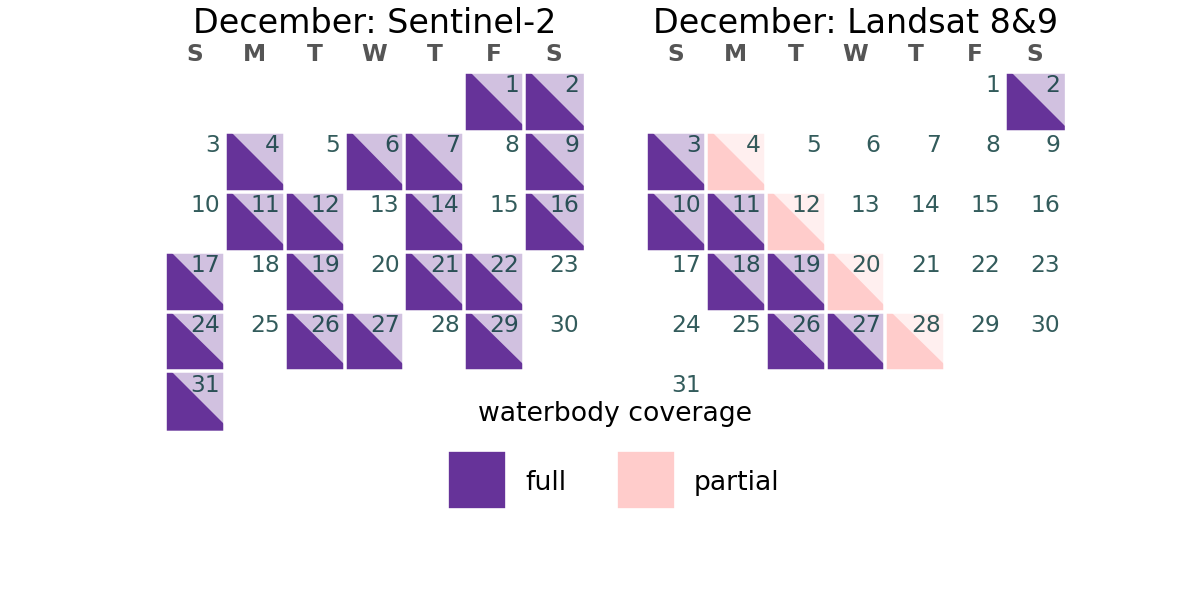 December: Sentinel-2
S M T W T F S
1 2
3 4 5 6 7 8 9
10 11 12 13 14 15 16
17 18 19 20 21 22 23
24 25 26 27 28 29 30
31
December: Landsat 8&9
S M T W T F S
1 2
3 4 5 6 7 8 9
10 11 12 13 14 15 16
17 18 19 20 21 22 23
24 25 26 27 28 29 30
31
waterbody coverage
full partial